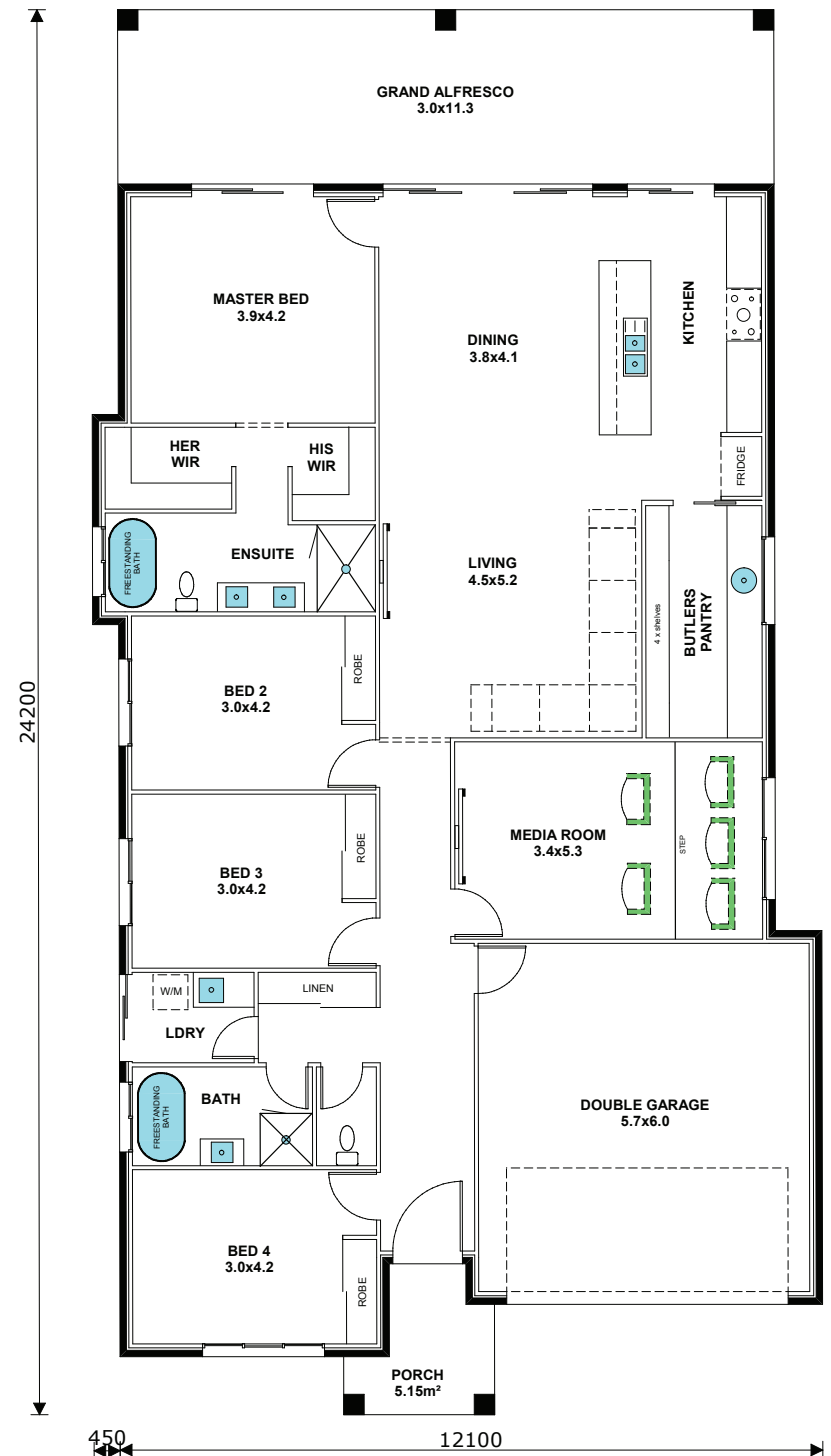 GRAND ALFRESCO
3.0x11.3
MASTER BED
3.9x4.2
DINING
3.8x4.1
KITCHEN
HER
WIR
HIS
WIR
FRIDGE
ENSUITE
FREESTANDING
BATH
LIVING
4.5x5.2
4 x shelves
BUTLERS
PANTRY
BED 2
3.0x4.2
ROBE
24200
MEDIA ROOM
3.4x5.3
STEP
BED 3
3.0x4.2
ROBE
W/M
LINEN
LDRY
BATH
FREESTANDING
BATH
DOUBLE GARAGE
5.7x6.0
BED 4
3.0x4.2
ROBE
PORCH
5.15m²
450
12100